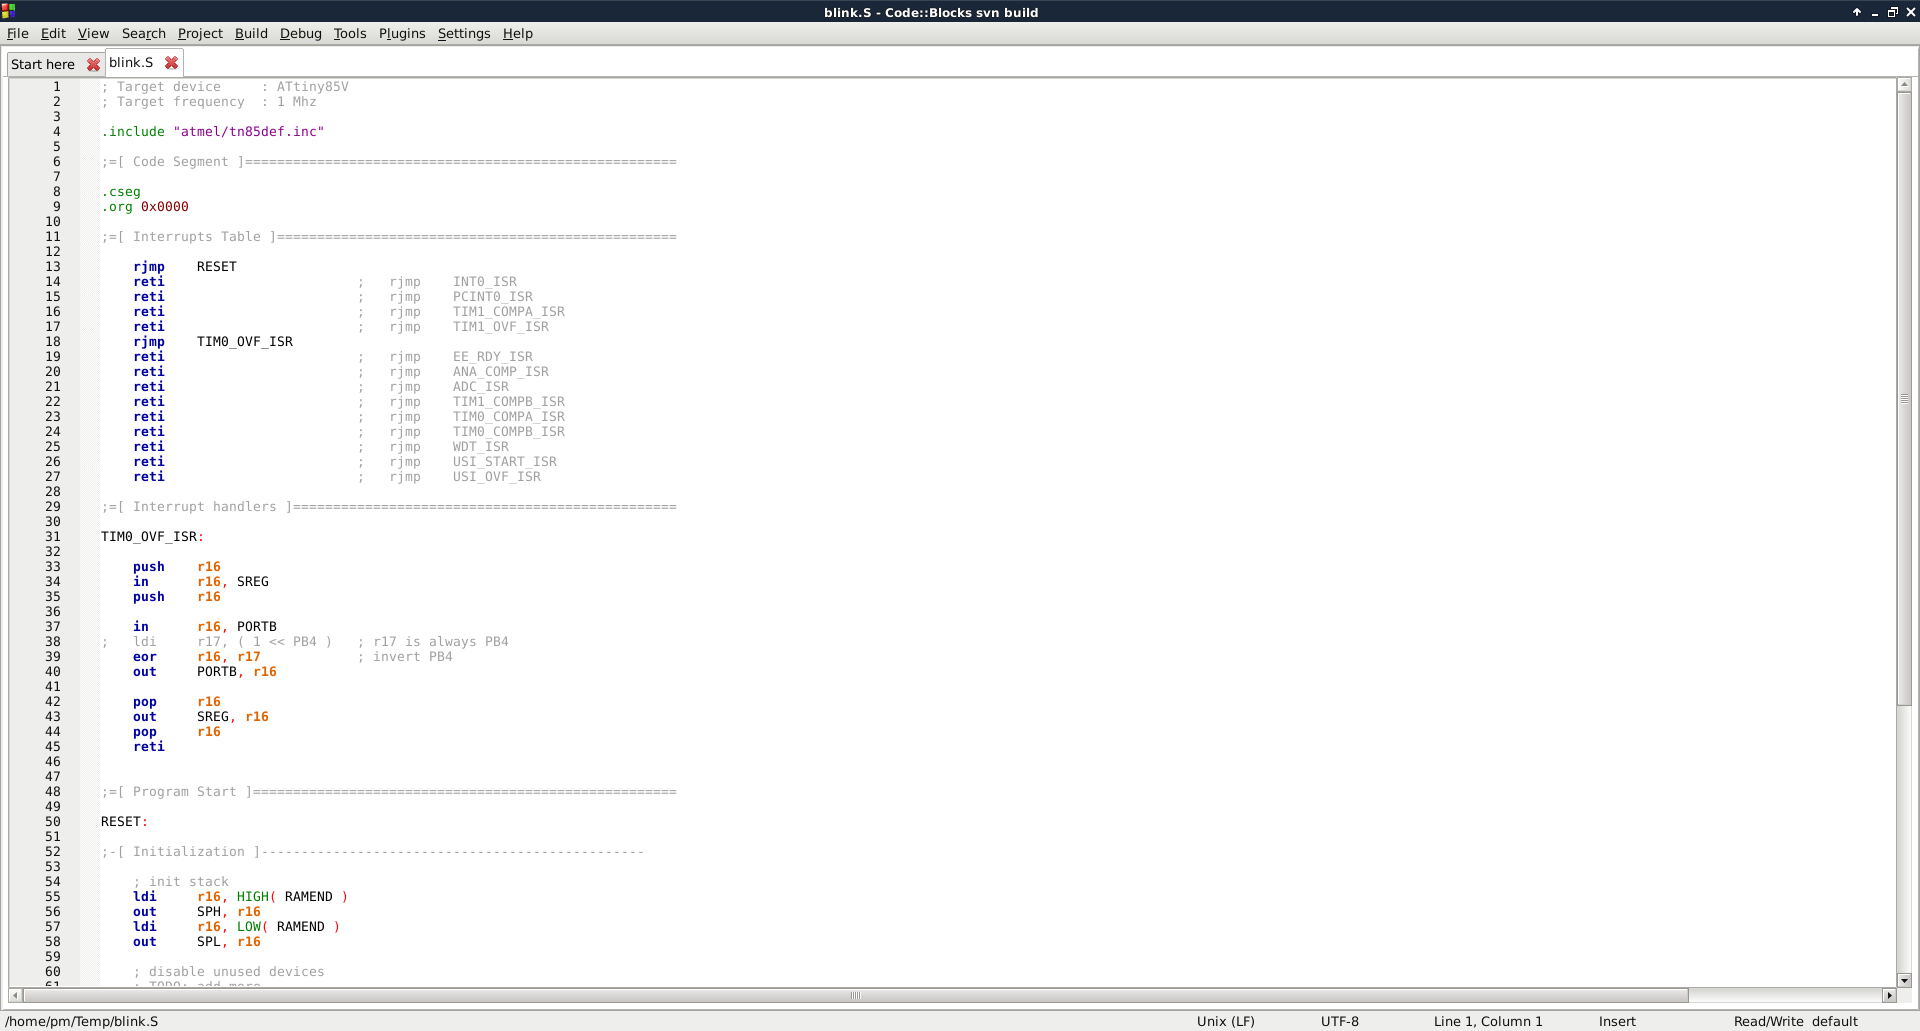 blink.S - Code::Blocks svn build
File Edit View Search Project Build Debug Tools Plugins Settings Help
Start here blink.S
1 ; Target device     : ATtiny85V
2 ; Target frequency  : 1 Mhz
3
4 .include "atmel/tn85def.inc"
5
6 ;=[ Code Segment ]======================================================
7
8 .cseg
9 .org 0x0000
10
11 ;=[ Interrupts Table ]==================================================
12
13     rjmp    RESET
14     reti                        ;   rjmp    INT0_ISR
15     reti                        ;   rjmp    PCINT0_ISR
16     reti                        ;   rjmp    TIM1_COMPA_ISR
17     reti                        ;   rjmp    TIM1_OVF_ISR
18     rjmp    TIM0_OVF_ISR
19     reti                        ;   rjmp    EE_RDY_ISR
20     reti                        ;   rjmp    ANA_COMP_ISR
21     reti                        ;   rjmp    ADC_ISR
22     reti                        ;   rjmp    TIM1_COMPB_ISR
23     reti                        ;   rjmp    TIM0_COMPA_ISR
24     reti                        ;   rjmp    TIM0_COMPB_ISR
25     reti                        ;   rjmp    WDT_ISR
26     reti                        ;   rjmp    USI_START_ISR
27     reti                        ;   rjmp    USI_OVF_ISR
28
29 ;=[ Interrupt handlers ]================================================
30
31 TIM0_OVF_ISR:
32
33     push    r16
34     in      r16, SREG
35     push    r16
36
37     in      r16, PORTB
38 ;   ldi     r17, ( 1 << PB4 )   ; r17 is always PB4
39     eor     r16, r17            ; invert PB4
40     out     PORTB, r16
41
42     pop     r16
43     out     SREG, r16
44     pop     r16
45     reti
46
47
48 ;=[ Program Start ]=====================================================
49
50 RESET:
51
52 ;-[ Initialization ]------------------------------------------------
53
54     ; init stack
55     ldi     r16, HIGH( RAMEND )
56     out     SPH, r16
57     ldi     r16, LOW( RAMEND )
58     out     SPL, r16
59
60     ; disable unused devices
61     ; TODO: add more
/home/pm/Temp/blink.S Unix (LF) UTF-8 Line 1, Column 1 Insert Read/Write default